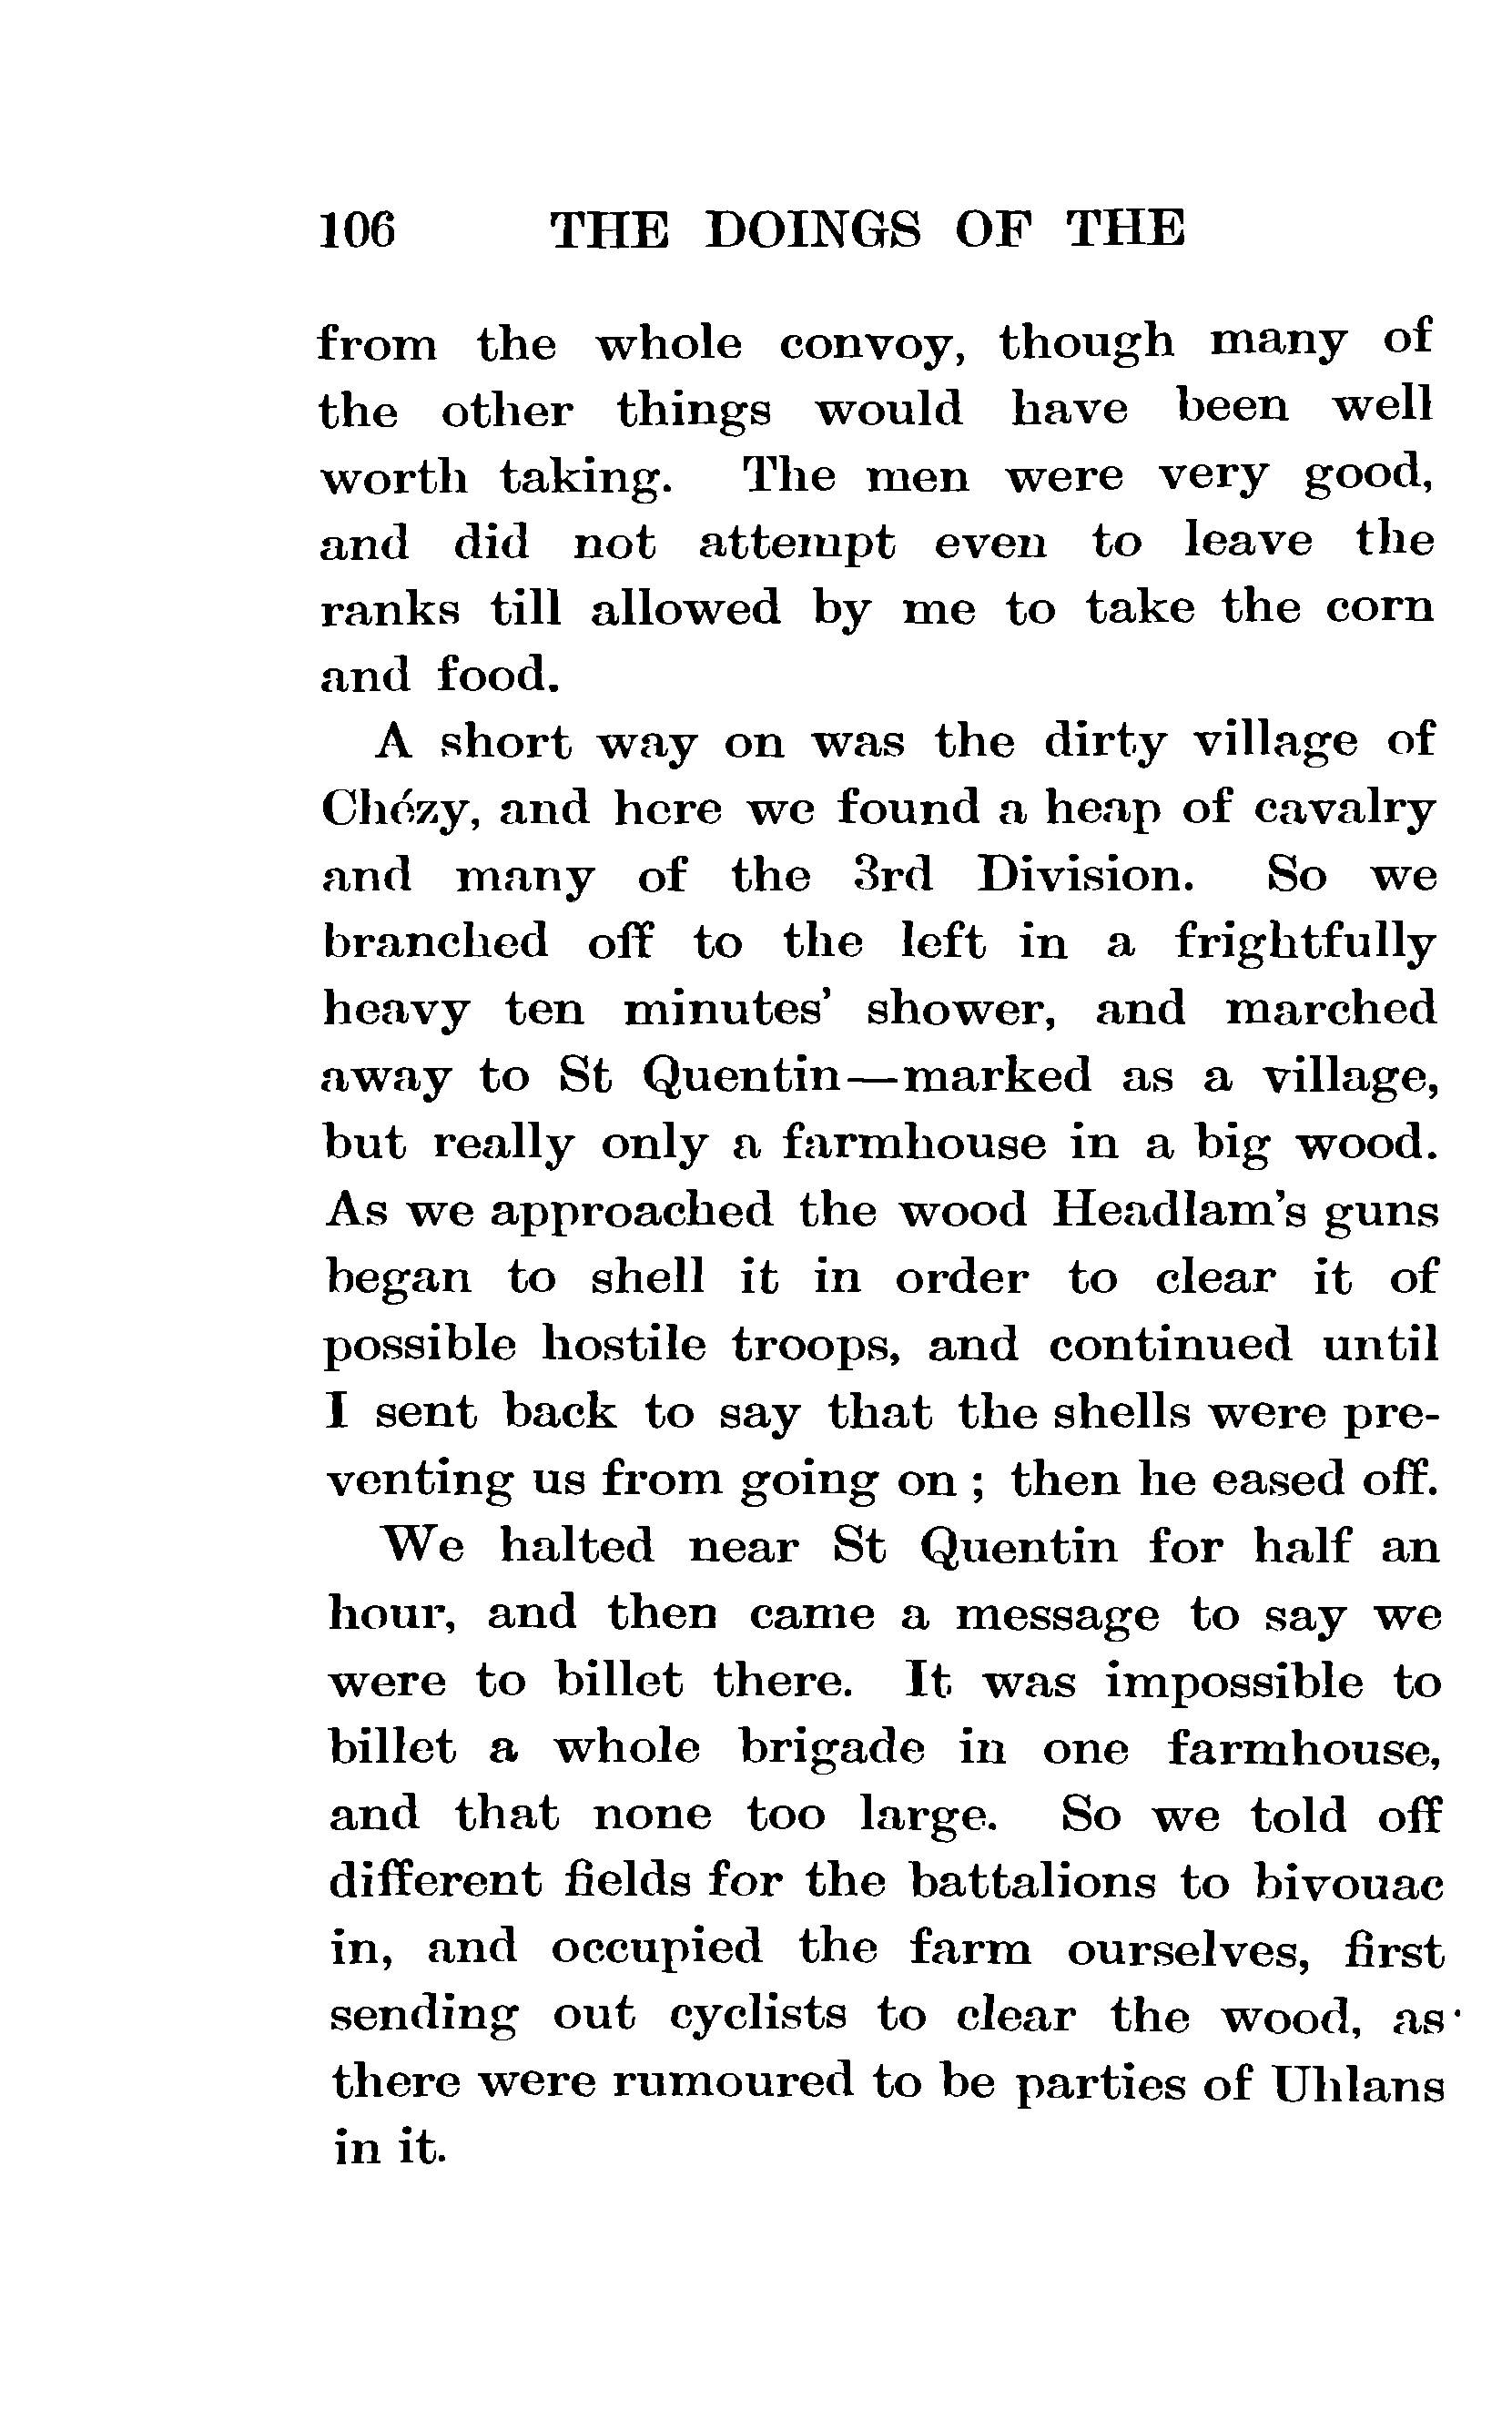 106 THE DOINGS OF THE
from the whole convoy, though many of
the other things would have been well
worth taking. The men were very good,
and did not attempt even to leave the
ranks till allowed by me to take the corn
and food.
A short way on was the dirty village of
Chézy, and here we found a heap of cavalry
and many of the 3rd Division. So we
branched off to the left in a frightfully
heavy ten minutes' shower, and marched
away to St Quentin—marked as a village,
but really only a farmhouse in a big wood.
As we approached the wood Headlam's guns
began to shell it in order to clear it of
possible hostile troops, and continued until
I sent back to say that the shells were pre-
venting us from going on ; then he eased off.
We halted near St Quentin for half an
hour, and then came a message to say we
were to billet there. It was impossible to
billet a whole brigade in one farmhouse,
and that none too large. So we told off
different fields for the battalions to bivouac
in, and occupied the farm ourselves, first
sending out cyclists to clear the wood, as
there were rumoured to be parties of Uhlans
in it.